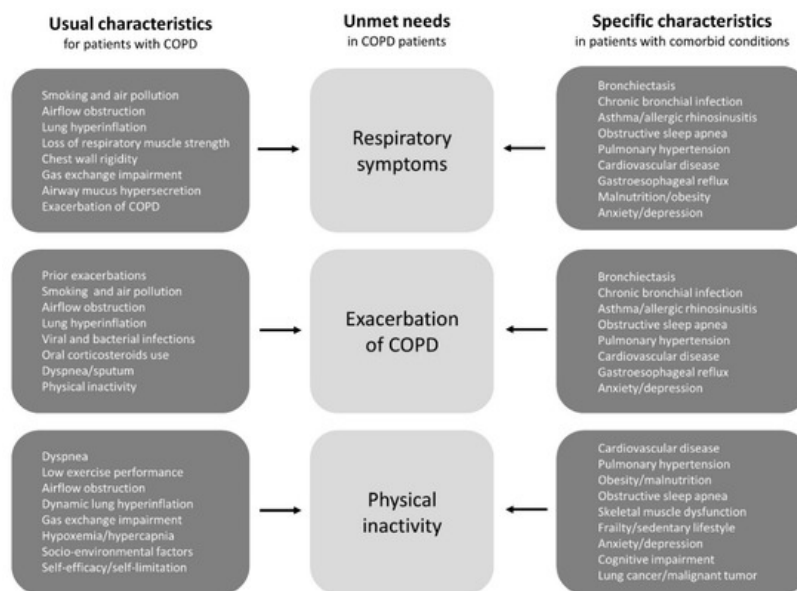 Usual characteristics
for patients with COPD
Unmet needs
in COPD patients
Specific characteristics
in patients with comorbid conditions
Smoking and air pollution
Airflow obstruction
Lung hyperinflation
Loss of respiratory muscle strength
Chest wall rigidity
Gas exchange impairment
Airway mucus hypersecretion
Exacerbation of COPD
Respiratory
symptoms
Bronchiectasis
Chronic bronchial infection
Asthma/allergic rhinosinusitis
Obstructive sleep apnea
Pulmonary hypertension
Cardiovascular disease
Gastroesophageal reflux
Malnutrition/obesity
Anxiety/depression
Prior exacerbations
Smoking and air pollution
Airflow obstruction
Lung hyperinflation
Viral and bacterial infections
Oral corticosteroids use
Dyspnea/sputum
Physical inactivity
Exacerbation
of COPD
Bronchiectasis
Chronic bronchial infection
Asthma/allergic rhinosinusitis
Obstructive sleep apnea
Pulmonary hypertension
Cardiovascular disease
Gastroesophageal reflux
Anxiety/depression
Dyspnea
Low exercise performance
Airflow obstruction
Dynamic lung hyperinflation
Gas exchange impairment
Hypoxemia/hypercapnia
Socio-environmental factors
Self-efficacy/self-limitation
Physical
inactivity
Cardiovascular disease
Pulmonary hypertension
Obesity/malnutrition
Obstructive sleep apnea
Skeletal muscle dysfunction
Frailty/sedentary lifestyle
Anxiety/depression
Cognitive impairment
Lung cancer/malignant tumor